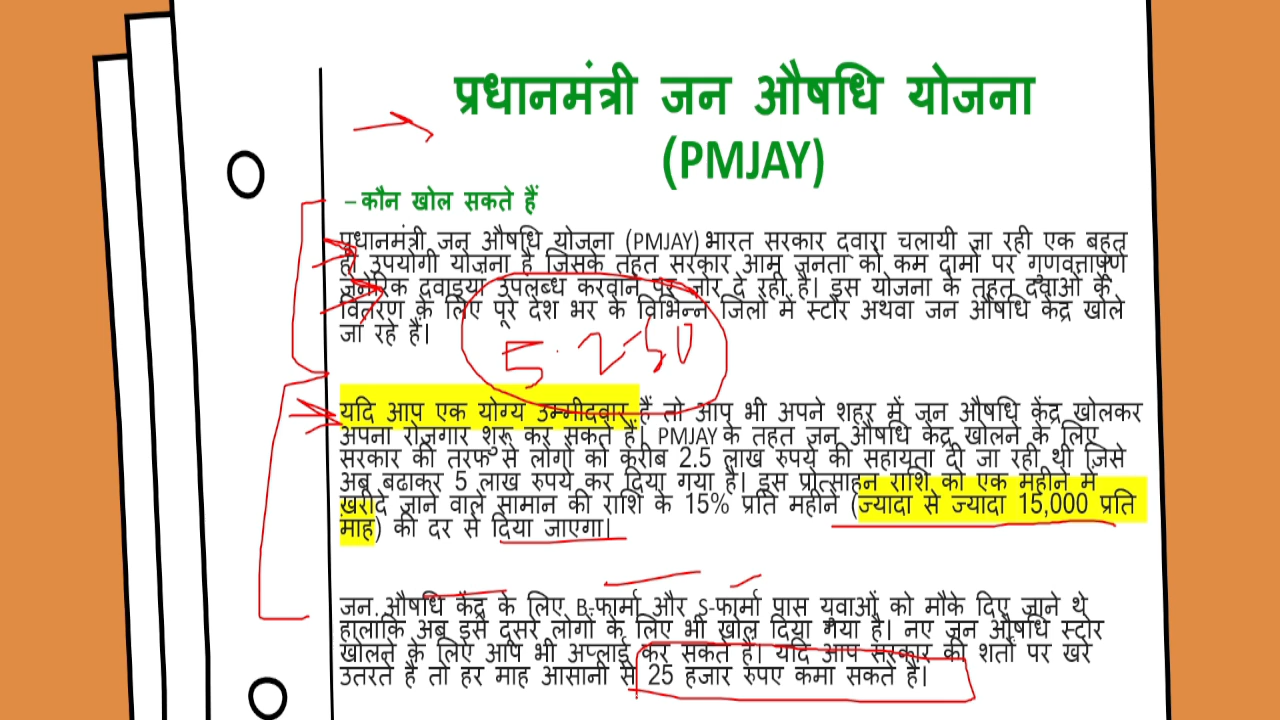 प्रधानमंत्री जन औषधि योजना
(PMJAY)
– कौन खोल सकते हैं
प्रधानमंत्री जन औषधि योजना (PMJAY) भारत सरकार द्वारा चलायी जा रही एक बहुत
ही उपयोगी योजना है जिसके तहत सरकार आम जनता को कम दामों पर गुणवत्तापूर्ण
जेनेरिक दवाइयां उपलब्ध करवाने पर जोर दे रही है। इस योजना के तहत दवाओं के
वितरण के लिए पूरे देश भर के विभिन्न जिलों में स्टोर अथवा जन औषधि केंद्र खोले
जा रहे हैं।
5. 2-50
यदि आप एक योग्य उम्मीदवार हैं तो आप भी अपने शहर में जन औषधि केंद्र खोलकर
अपना रोजगार शुरू कर सकते हैं। PMJAY के तहत जन औषधि केंद्र खोलने के लिए
सरकार की तरफ से लोगों को करीब 2.5 लाख रुपये की सहायता दी जा रही थी जिसे
अब बढाकर 5 लाख रुपये कर दिया गया है। इस प्रोत्साहन राशि को एक महीने में
खरीदे जाने वाले सामान की राशि के 15% प्रति महीने (ज्यादा से ज्यादा 15,000 प्रति
माह) की दर से दिया जाएगा।
जन औषधि केंद्र के लिए B-फार्मा और S-फार्मा पास युवाओं को मौके दिए जाने थे
हालाकि अब इसे दूसरे लोगों के लिए भी खोल दिया गया है। नए जन औषधि स्टोर
खोलने के लिए आप भी अप्लाई कर सकते हैं। यदि आप सरकार की शर्तों पर खरे
उतरते हैं तो हर माह आसानी से 25 हजार रुपए कमा सकते हैं।